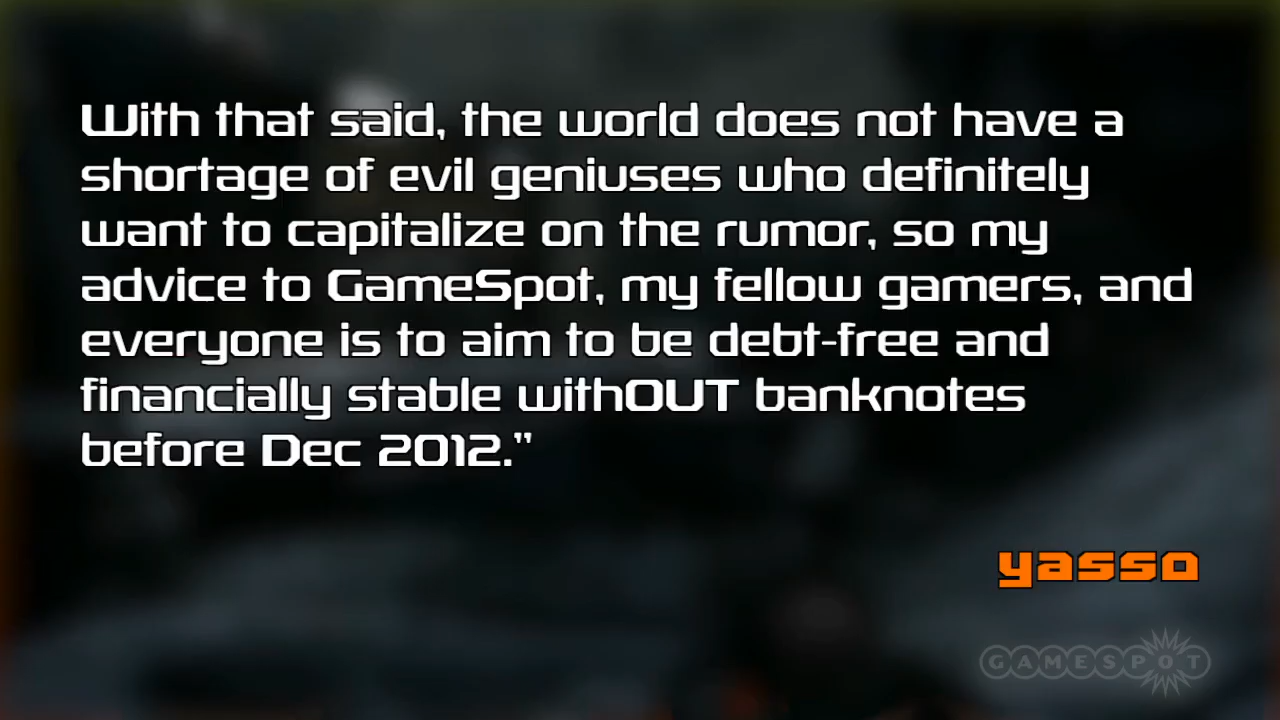 With that said, the world does not have a
shortage of evil geniuses who definitely
want to capitalize on the rumor, so my
advice to GameSpot, my fellow gamers, and
everyone is to aim to be debt-free and
financially stable withOUT banknotes
before Dec 2012.”
yasso
GAMESPOT